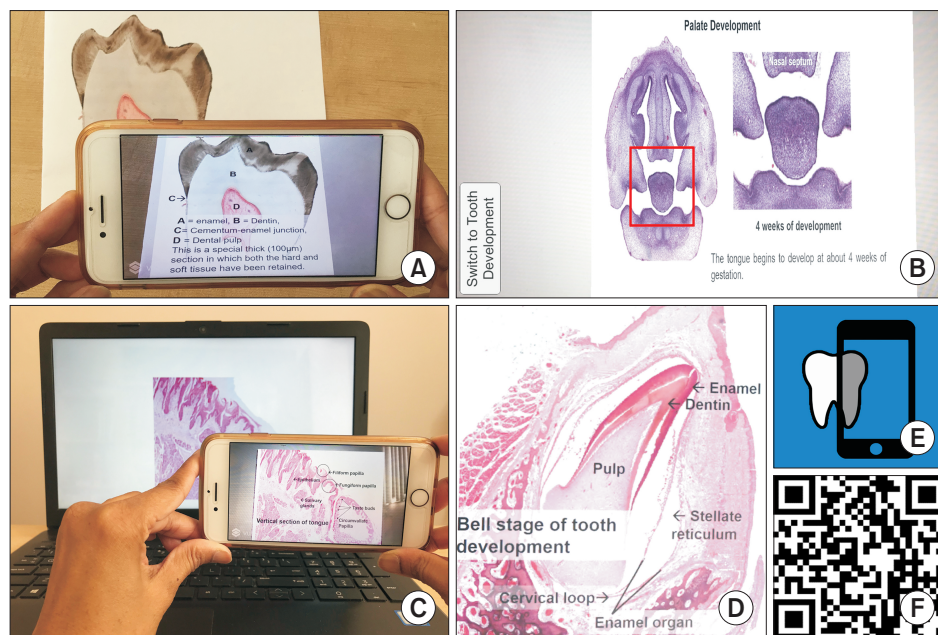 A
B
D
C→
A = enamel, B = Dentin,
C= Cementum-enamel junction,
D = Dental pulp
This is a special thick (100μm)
section in which both the hard and
soft tissue have been retained.
A
Palate Development
Nasal septum
4 weeks of development
The tongue begins to develop at about 4 weeks of
gestation.
Switch to Tooth
Development
B
←Filiform papilla
←Epithelium
←Fungiform papilla
←Salivary
glands
Taste buds
Vertical section of tongue
Circumvallate
Papilla
C
← Enamel
← Dentin
Pulp
Bell stage of tooth
development
← Stellate
reticulum
Cervical loop→
Enamel organ
D
E
F